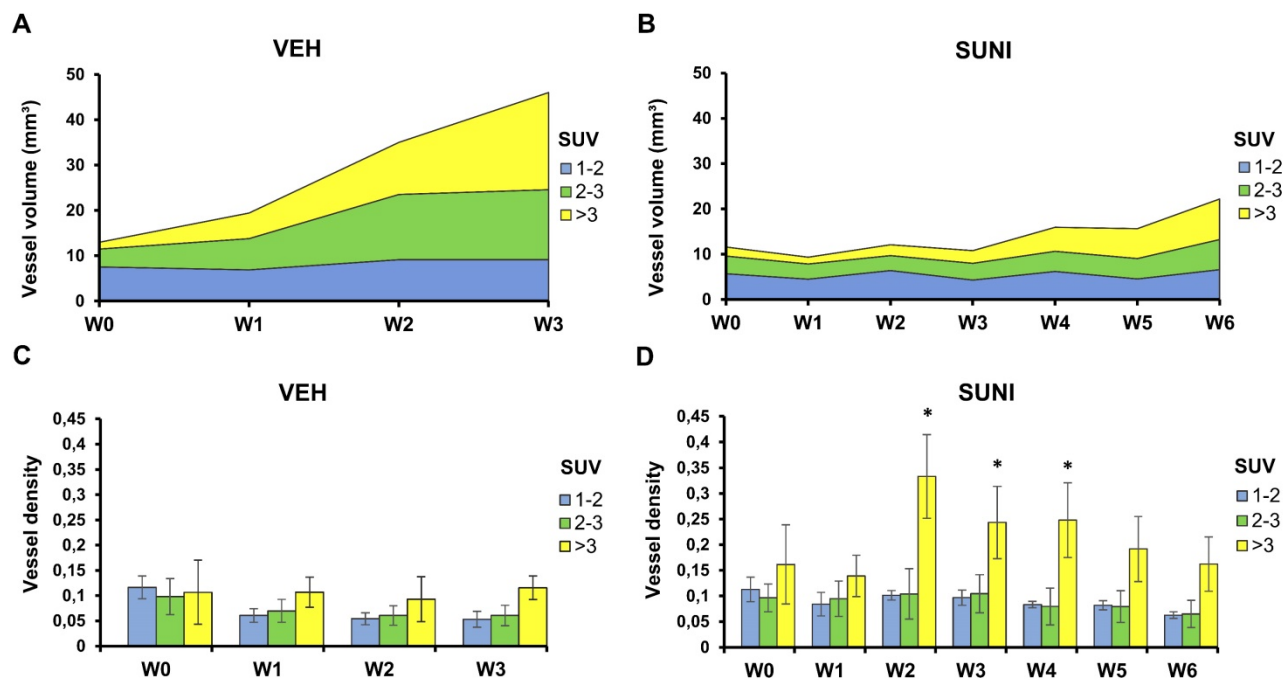 A
VEH
Vessel volume (mm³)
50
40
30
20
10
0
W0 W1 W2 W3
SUV
1-2
2-3
>3
B
SUNI
Vessel volume (mm³)
50
40
30
20
10
0
W0 W1 W2 W3 W4 W5 W6
SUV
1-2
2-3
>3
C
VEH
Vessel density
0,45
0,4
0,35
0,3
0,25
0,2
0,15
0,1
0,05
0
W0 W1 W2 W3
SUV
1-2
2-3
>3
D
SUNI
Vessel density
0,45
0,4
0,35
0,3
0,25
0,2
0,15
0,1
0,05
0
* * *
W0 W1 W2 W3 W4 W5 W6
SUV
1-2
2-3
>3